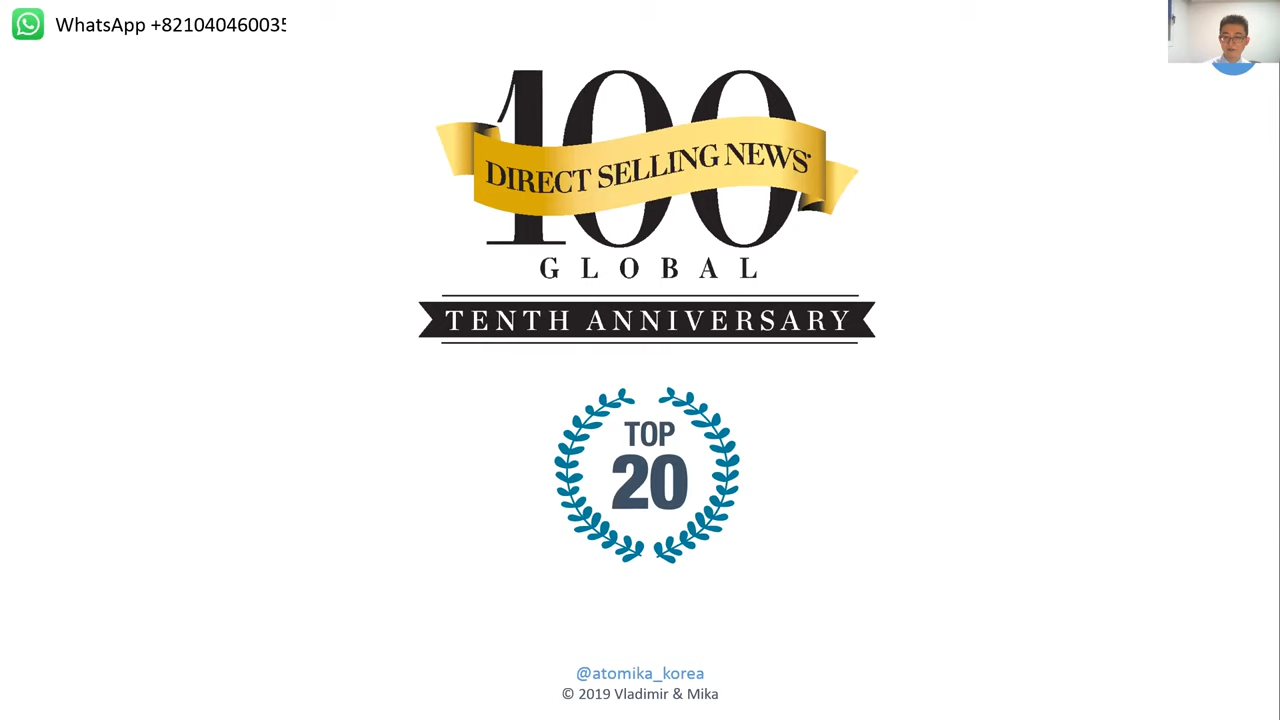 WhatsApp +82104046003
100
DIRECT SELLING NEWS
GLOBAL
TENTH ANNIVERSARY
TOP
20
@atomika_korea
© 2019 Vladimir & Mika